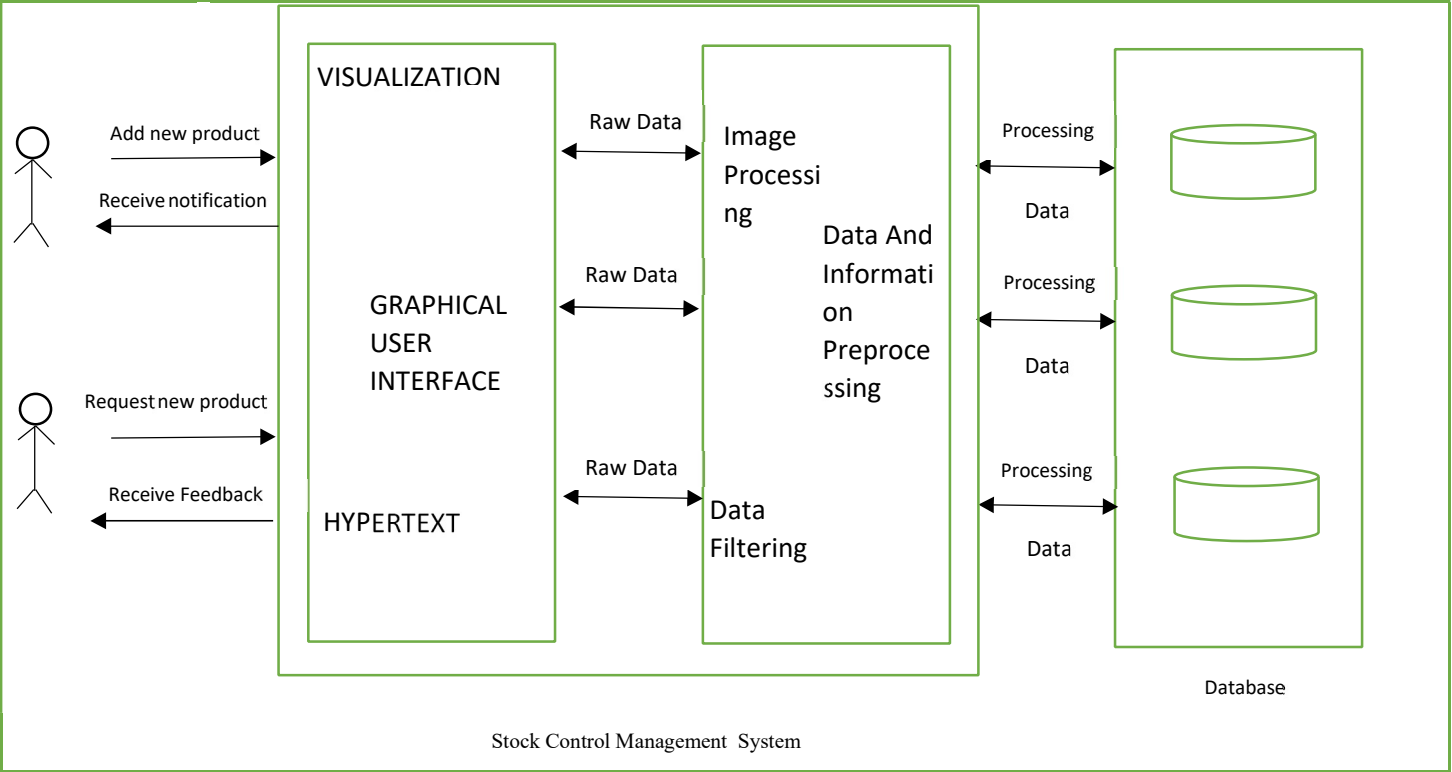 VISUALIZATION
Add new product
Receive notification
GRAPHICAL
USER
INTERFACE
Request new product
Receive Feedback
HYPERTEXT
Raw Data
Raw Data
Raw Data
Image
Processi
ng
Data And
Informati
on
Preproce
ssing
Data
Filtering
Processing
Data
Processing
Data
Processing
Data
Database
Stock Control Management System